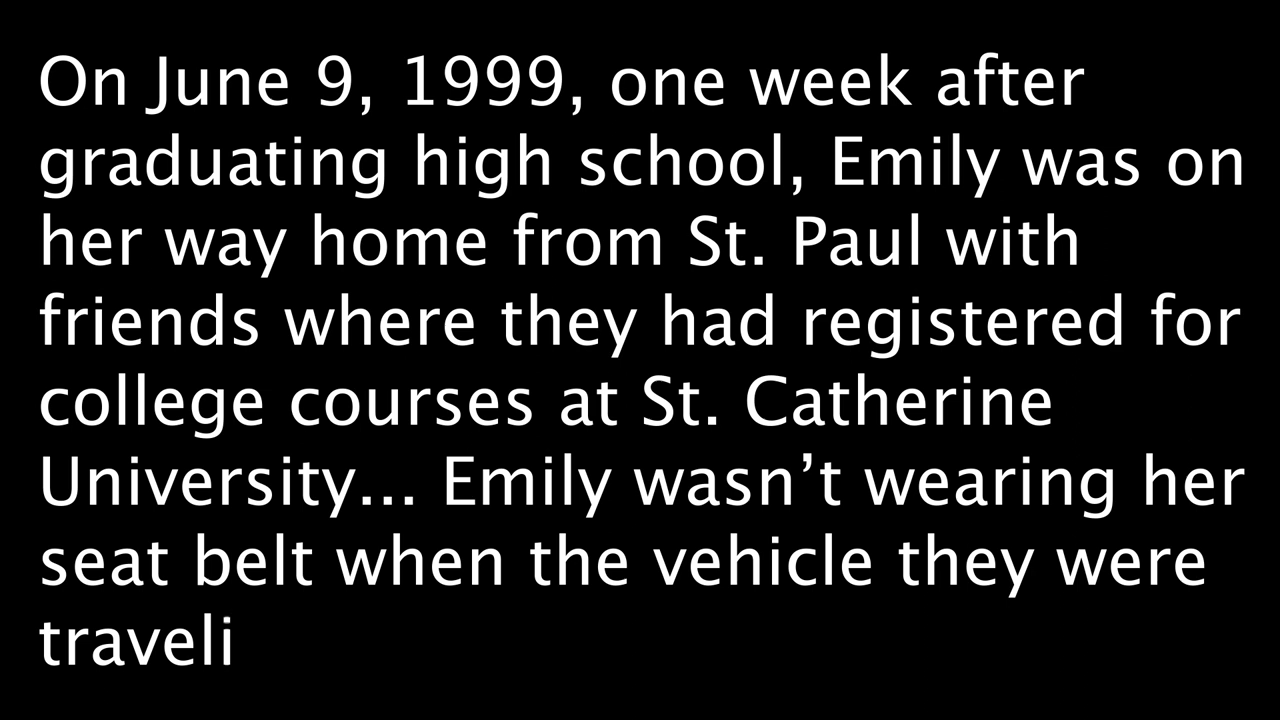 On June 9, 1999, one week after
graduating high school, Emily was on
her way home from St. Paul with
friends where they had registered for
college courses at St. Catherine
University... Emily wasn’t wearing her
seat belt when the vehicle they were
traveli